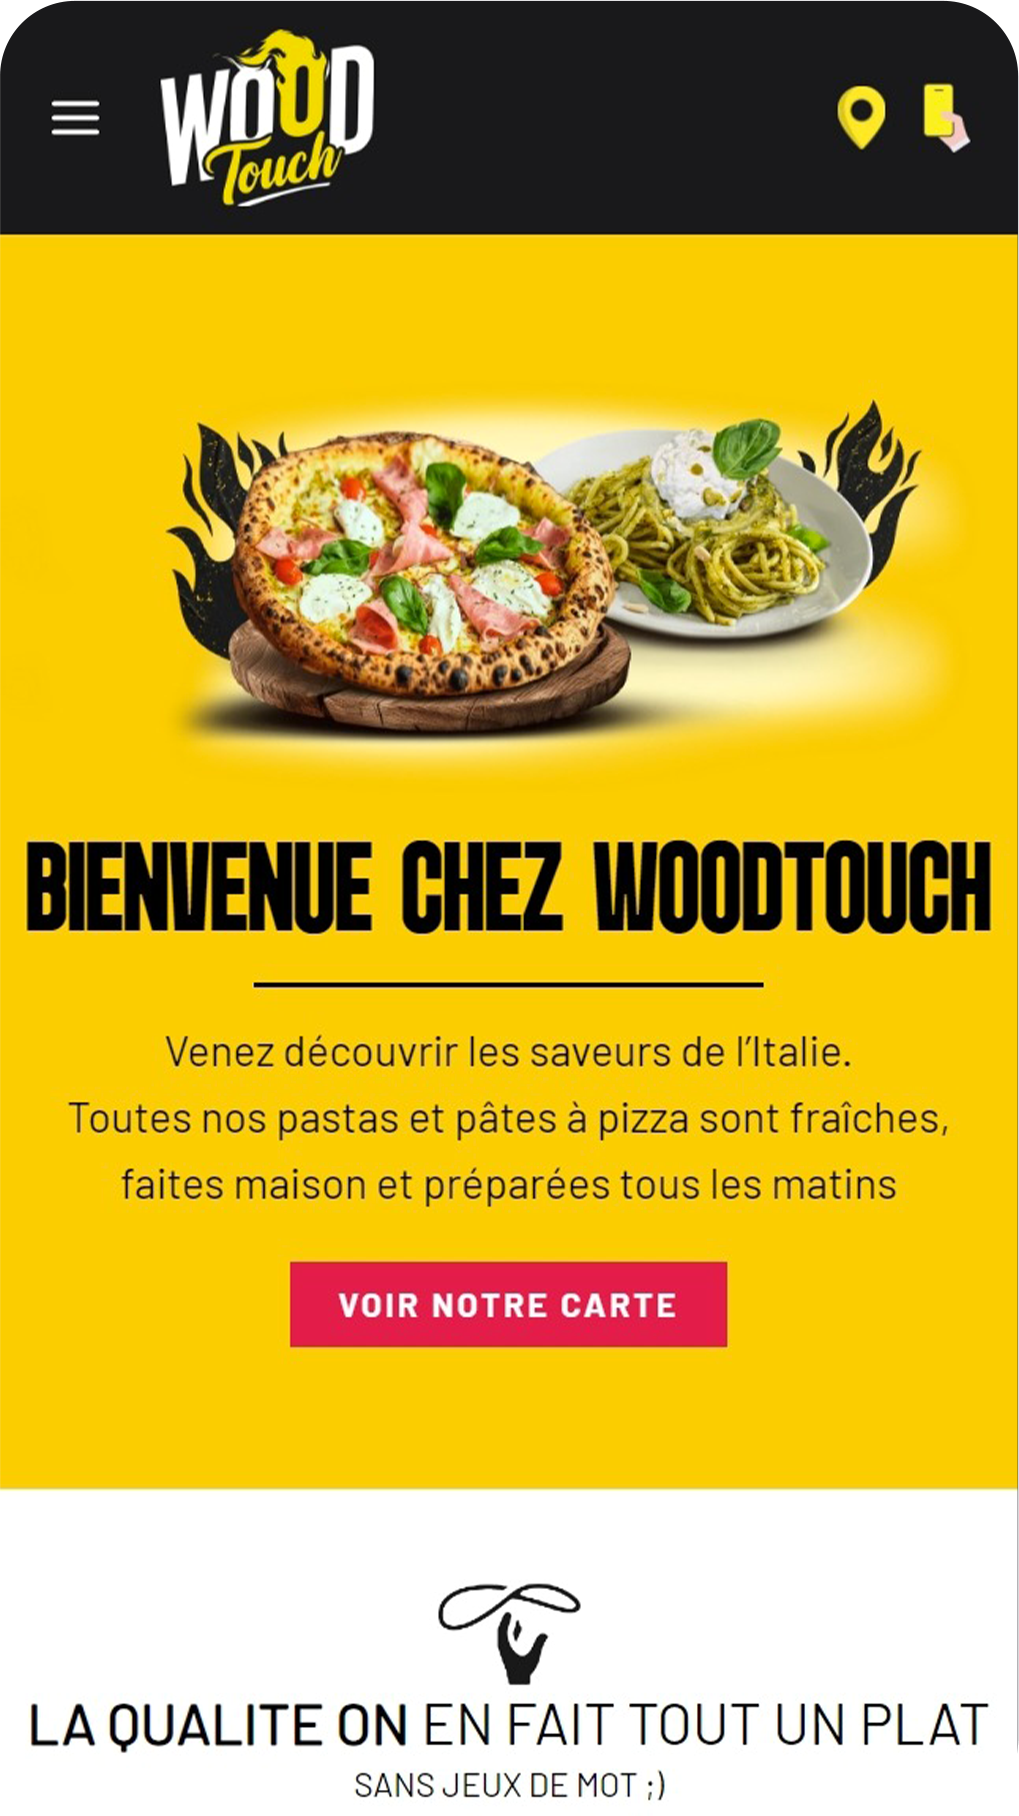 WOOD
Touch
BIENVENUE CHEZ WOODTOUCH
Venez découvrir les saveurs de l’Italie.
Toutes nos pastas et pâtes à pizza sont fraîches,
faites maison et préparées tous les matins
VOIR NOTRE CARTE
LA QUALITE ON EN FAIT TOUT UN PLAT
SANS JEUX DE MOT ;)